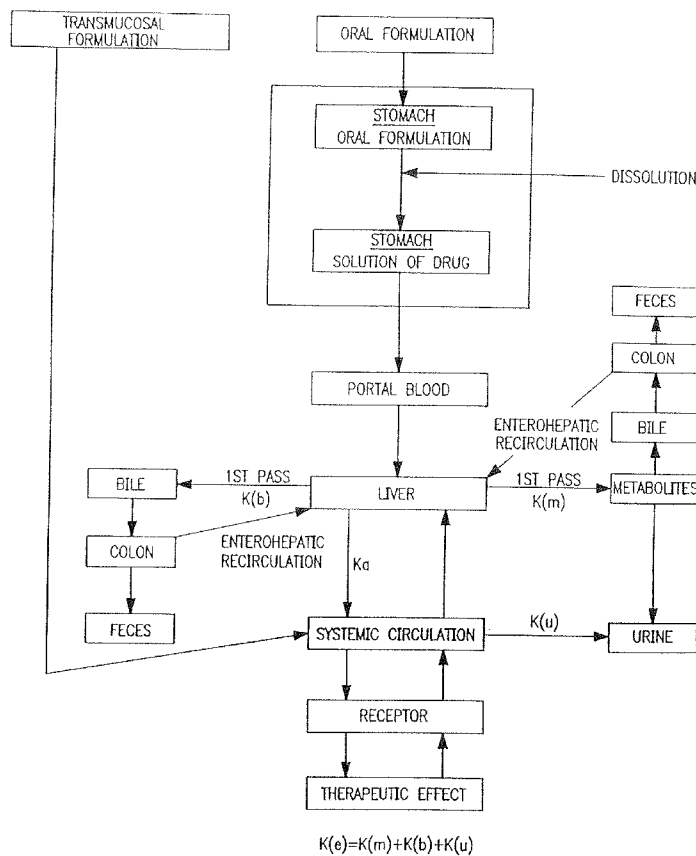 TRANSMUCOSAL
FORMULATION
ORAL FORMULATION
STOMACH
ORAL FORMULATION
DISSOLUTION
STOMACH
SOLUTION OF DRUG
FECES
COLON
PORTAL BLOOD
ENTEROHEPATIC
RECIRCULATION
BILE
BILE
1ST PASS
K(b)
LIVER
1ST PASS
K(m)
METABOLITES
COLON
ENTEROHEPATIC
RECIRCULATION
Ka
FECES
SYSTEMIC CIRCULATION
K(u)
URINE
RECEPTOR
THERAPEUTIC EFFECT
K(e)=K(m)+K(b)+K(u)